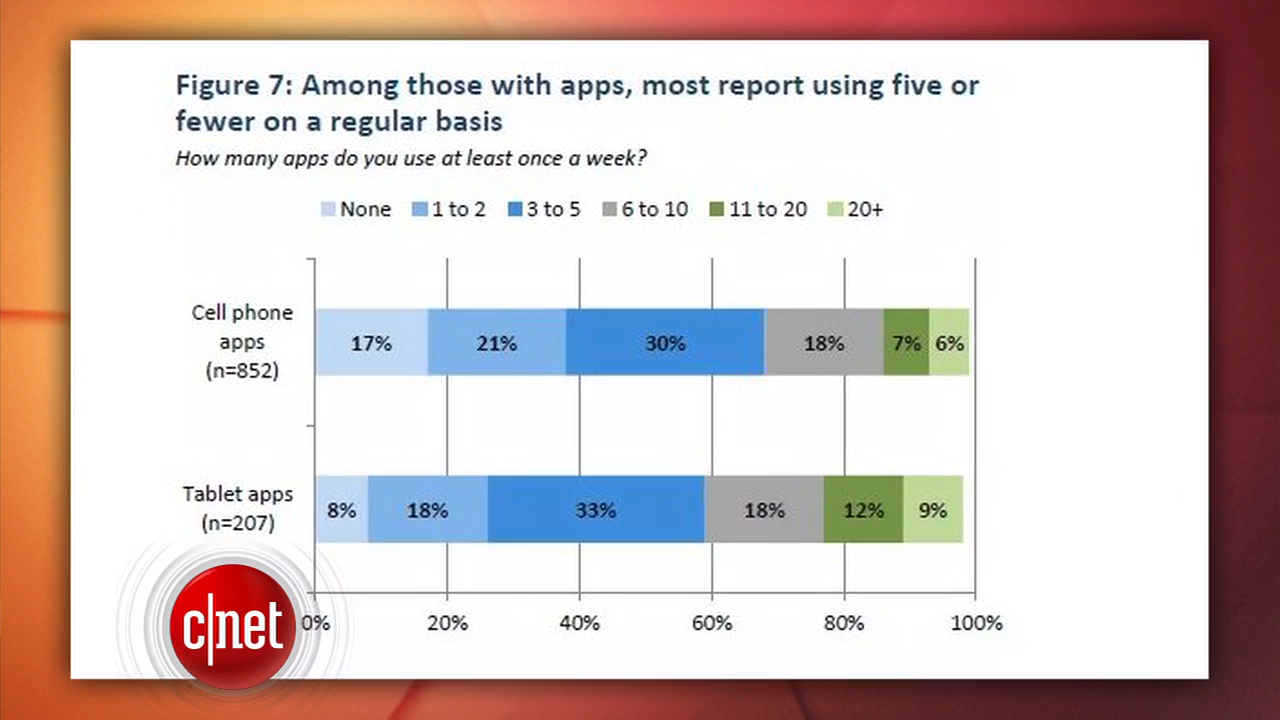 Figure 7: Among those with apps, most report using five or
fewer on a regular basis
How many apps do you use at least once a week?
None 1 to 2 3 to 5 6 to 10 11 to 20 20+
Cell phone
apps
(n=852)
17% 21% 30% 18% 7% 6%
Tablet apps
(n=207)
8% 18% 33% 18% 12% 9%
0% 20% 40% 60% 80% 100%
c|net